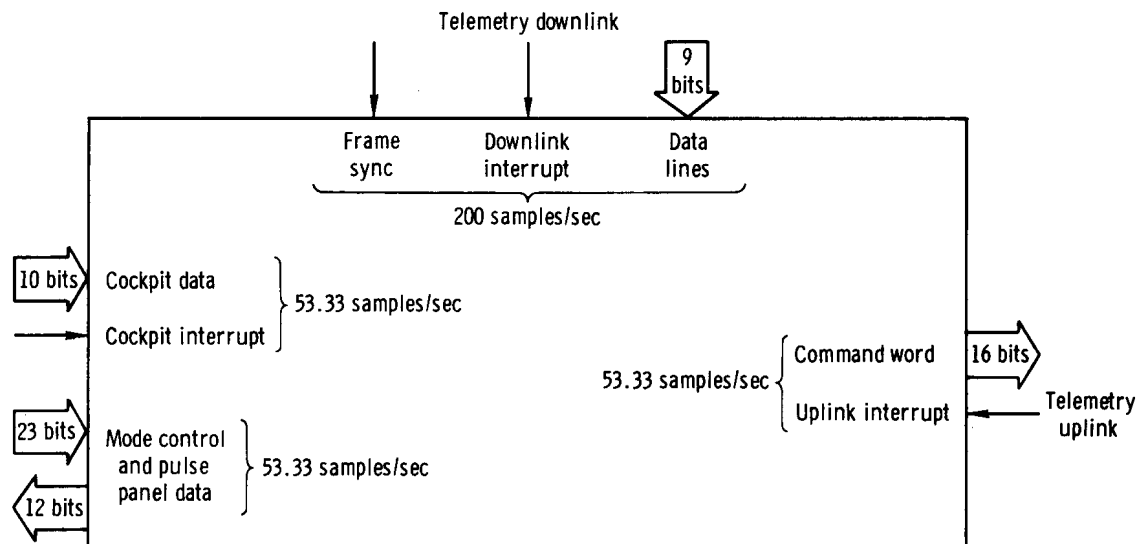 Telemetry downlink
9
bits
Frame
sync
Downlink
interrupt
Data
lines
200 samples/sec
10 bits
Cockpit data
53.33 samples/sec
Cockpit interrupt
Command word
16 bits
53.33 samples/sec
Uplink interrupt
Telemetry
uplink
23 bits
Mode control
and pulse
panel data
53.33 samples/sec
12 bits